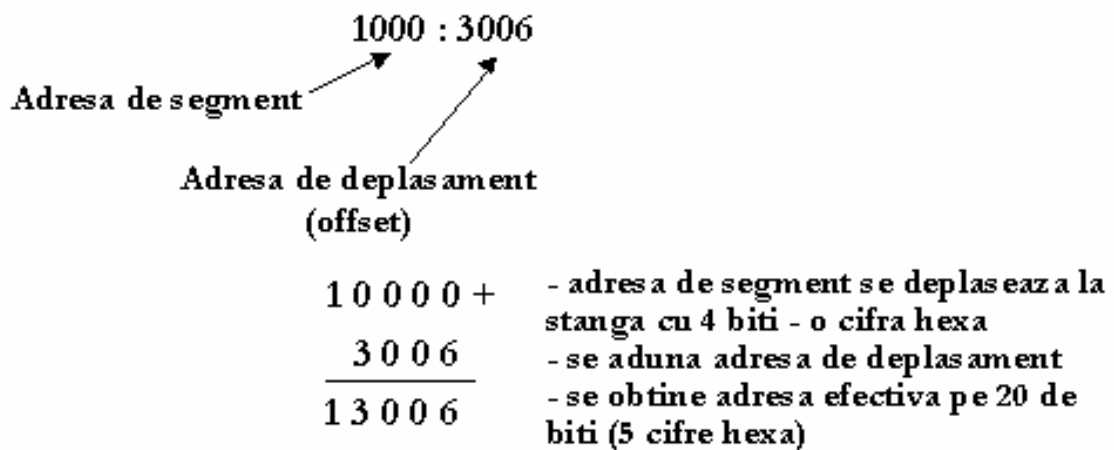 1000 : 3006
Adresa de segment
Adresa de deplasament
(offset)
1 0 0 0 0 +
3 0 0 6
1 3 0 0 6
- adresa de segment se deplaseaza la
stanga cu 4 biti - o cifra hexa
- se aduna adresa de deplasament
- se obtine adresa efectiva pe 20 de
biti (5 cifre hexa)